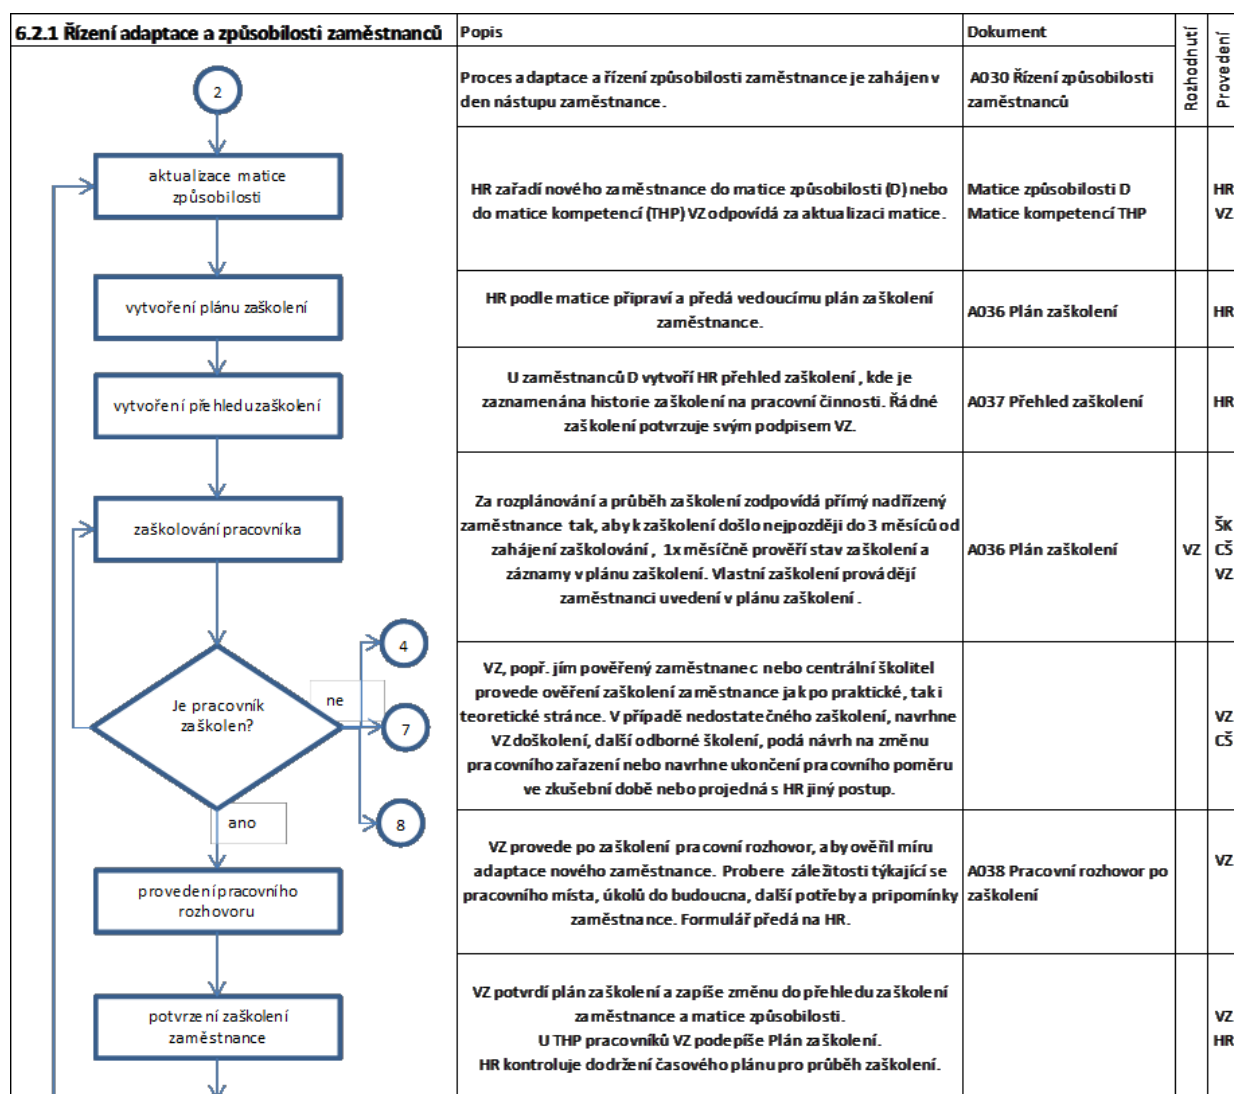 6.2.1 Řízení adaptace a způsobilosti zaměstnanců
Popis
Dokument
Rozhodnutí
Provedení
2
Proces adaptace a řízení způsobilosti zaměstnance je zahájen v
den nástupu zaměstnance.
A030 Řízení způsobilosti
zaměstnanců
aktualizace matice
způsobilosti
HR zařadí nového zaměstnance do matice způsobilosti (D) nebo
do matice kompetencí (THP) VZ odpovídá za aktualizaci matice.
Matice způsobilosti D
Matice kompetencí THP
HR
VZ
vytvoření plánu zaškolení
HR podle matice připraví a předá vedoucímu plán zaškolení
zaměstnance.
A036 Plán zaškolení
HR
vytvoření přehledu zaškolení
U zaměstnanců D vytvoří HR přehled zaškolení , kde je
zaznamenána historie zaškolení na pracovní činnosti. Řádné
zaškolení potvrzuje svým podpisem VZ.
A037 Přehled zaškolení
HR
zaškolování pracovníka
Za rozplánování a průběh zaškolení zodpovídá přímý nadřízený
zaměstnance tak, aby k zaškolení došlo nejpozději do 3 měsíců od
zahájení zaškolování , 1x měsíčně prověří stav zaškolení a
záznamy v plánu zaškolení. Vlastní zaškolení provádějí
zaměstnanci uvedení v plánu zaškolení .
A036 Plán zaškolení
VZ
ŠK
CŠ
VZ
Je pracovník
zaškolen?
ne
4
7
8
ano
VZ, popř. jím pověřený zaměstnanec nebo centrální školitel
provede ověření zaškolení zaměstnance jak po praktické, tak i
teoretické stránce. V případě nedostatečného zaškolení, navrhne
VZ doškolení, další odborné školení, podá návrh na změnu
pracovního zařazení nebo navrhne ukončení pracovního poměru
ve zkušební době nebo projedná s HR jiný postup.
VZ
CŠ
provedení pracovního
rozhovoru
VZ provede po zaškolení pracovní rozhovor, aby ověřil míru
adaptace nového zaměstnance. Probere záležitosti týkající se
pracovního místa, úkolů do budoucna, další potřeby a pripomínky
zaměstnance. Formulář předá na HR.
A038 Pracovní rozhovor po
zaškolení
VZ
potvrzení zaškolení
zaměstnance
VZ potvrdí plán zaškolení a zapíše změnu do přehledu zaškolení
zaměstnance a matice způsobilosti.
U THP pracovníků VZ podepíše Plán zaškolení.
HR kontroluje dodržení časového plánu pro průběh zaškolení.
VZ
HR